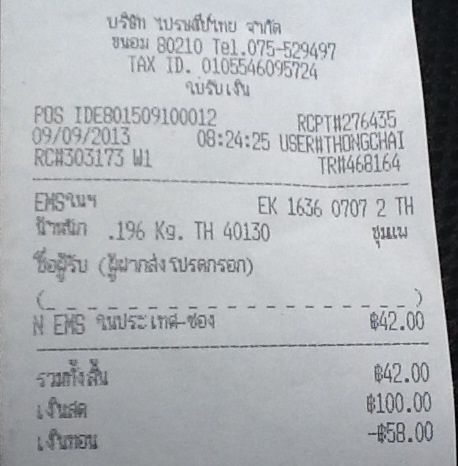 บริษัท ไปรษณีย์ไทย จำกัด
ขนอม 80210 Tel.075-529497
TAX ID. 0105546095724
ใบรับเงิน
POS IDE801509100012 RCPT#276435
09/09/2013 08:24:25 USER#THONGCHAI
RC#303173 W1 TR#468164
EMSในฯ EK 1636 0707 2 TH
น้ำหนัก .196 Kg. TH 40130 ชุมแพ
ชื่อผู้รับ (ผู้ฝากส่งโปรดกรอก)
(_ _ _ _ _ _ _ _ _ _ _ _ _ _ _ _ _ _)
N EMS ในประเทศ-ซอง ฿42.00
รวมทั้งสิ้น ฿42.00
เงินสด ฿100.00
เงินทอน -฿58.00